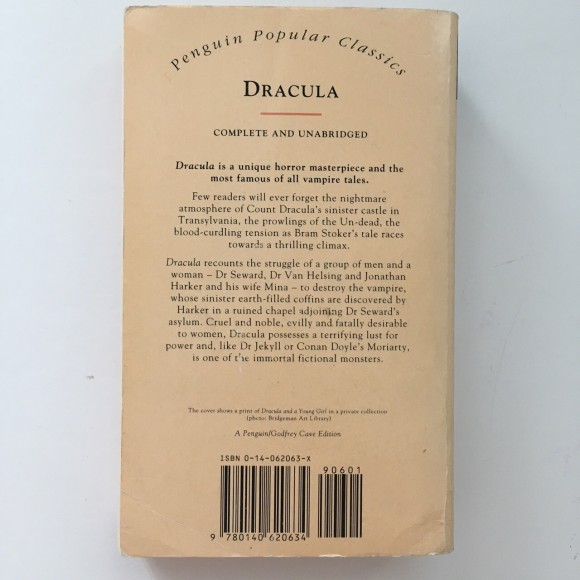 Penguin Popular Classics
DRACULA
COMPLETE AND UNABRIDGED
Dracula is a unique horror masterpiece and the
most famous of all vampire tales.
Few readers will ever forget the nightmare
atmosphere of Count Dracula's sinister castle in
Transylvania, the prowlings of the Un-dead, the
blood-curdling tension as Bram Stoker's tale races
towards a thrilling climax.
Dracula recounts the struggle of a group of men and a
woman – Dr Seward, Dr Van Helsing and Jonathan
Harker and his wife Mina – to destroy the vampire,
whose sinister earth-filled coffins are discovered by
Harker in a ruined chapel adjoining Dr Seward's
asylum. Cruel and noble, evilly and fatally desirable
to women, Dracula possesses a terrifying lust for
power and, like Dr Jekyll or Conan Doyle's Moriarty,
is one of the immortal fictional monsters.
The cover shows a print of Dracula and a Young Girl in a private collection
(photo: Bridgeman Art Library)
A Penguin/Godfrey Cave Edition
ISBN 0-14-062063-X
90601
9 780140 620634